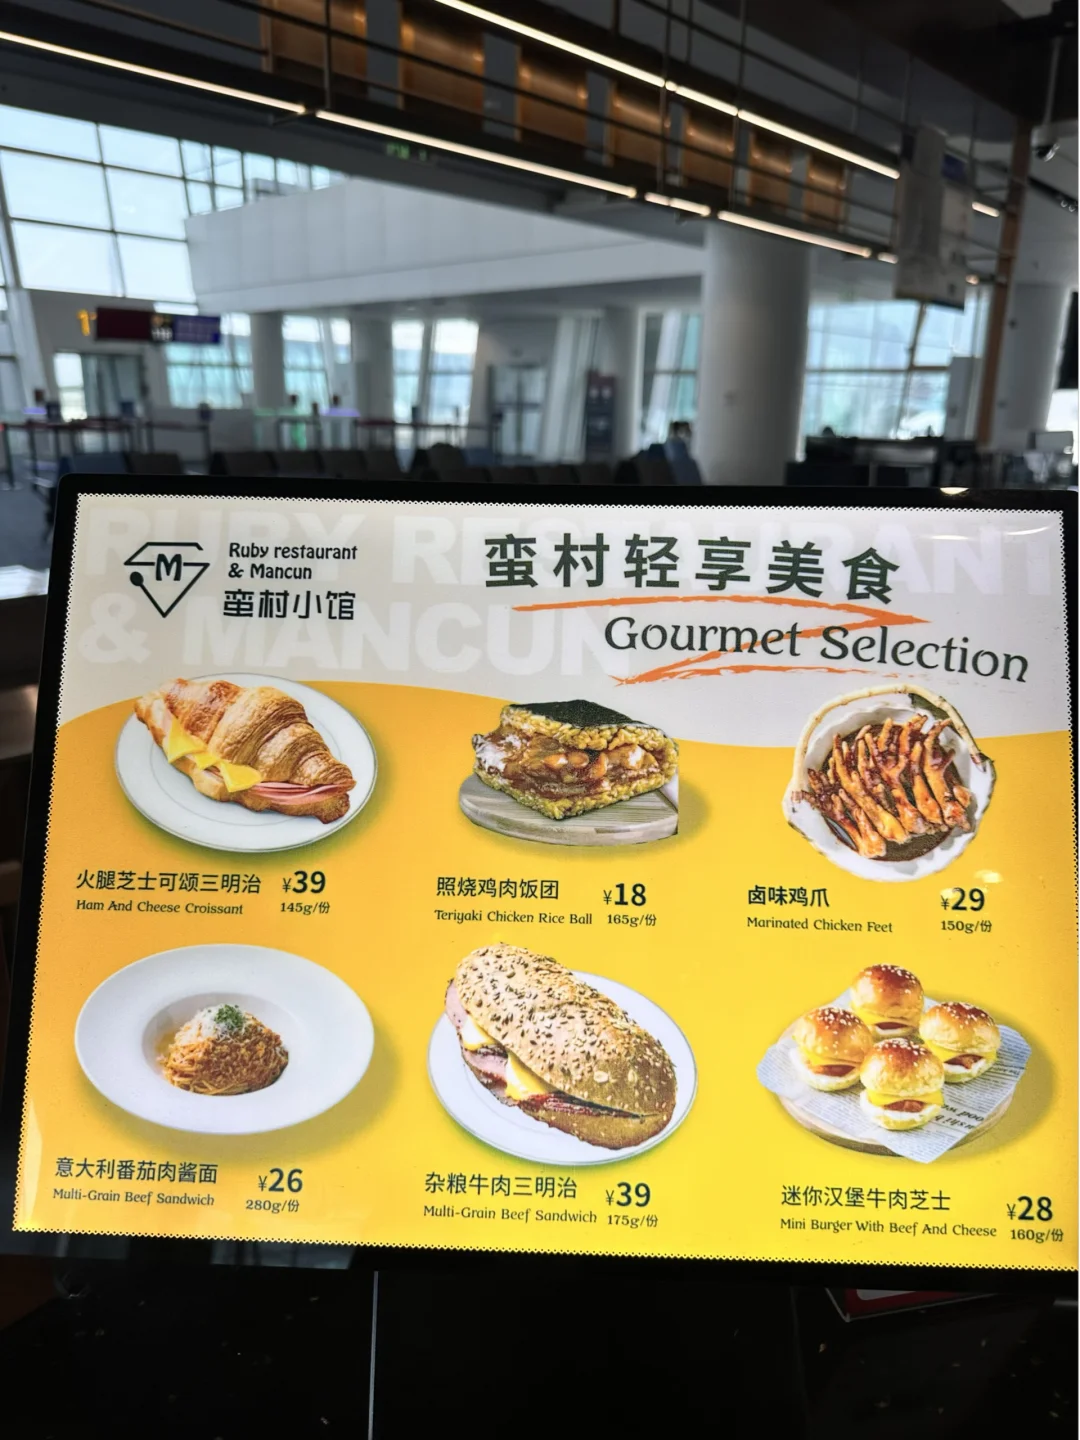 RUBY RESTAURANT
& MANCUN
Ruby restaurant
& Mancun
蛮村小馆
M
蛮村轻享美食
Gourmet Selection
火腿芝士可颂三明治 ¥39
Ham And Cheese Croissant 145g/份
照烧鸡肉饭团 ¥18
Teriyaki Chicken Rice Ball 165g/份
卤味鸡爪 ¥29
Marinated Chicken Feet 150g/份
意大利番茄肉酱面 ¥26
Multi-Grain Beef Sandwich 280g/份
杂粮牛肉三明治 ¥39
Multi-Grain Beef Sandwich 175g/份
迷你汉堡牛肉芝士 ¥28
Mini Burger With Beef And Cheese 160g/份